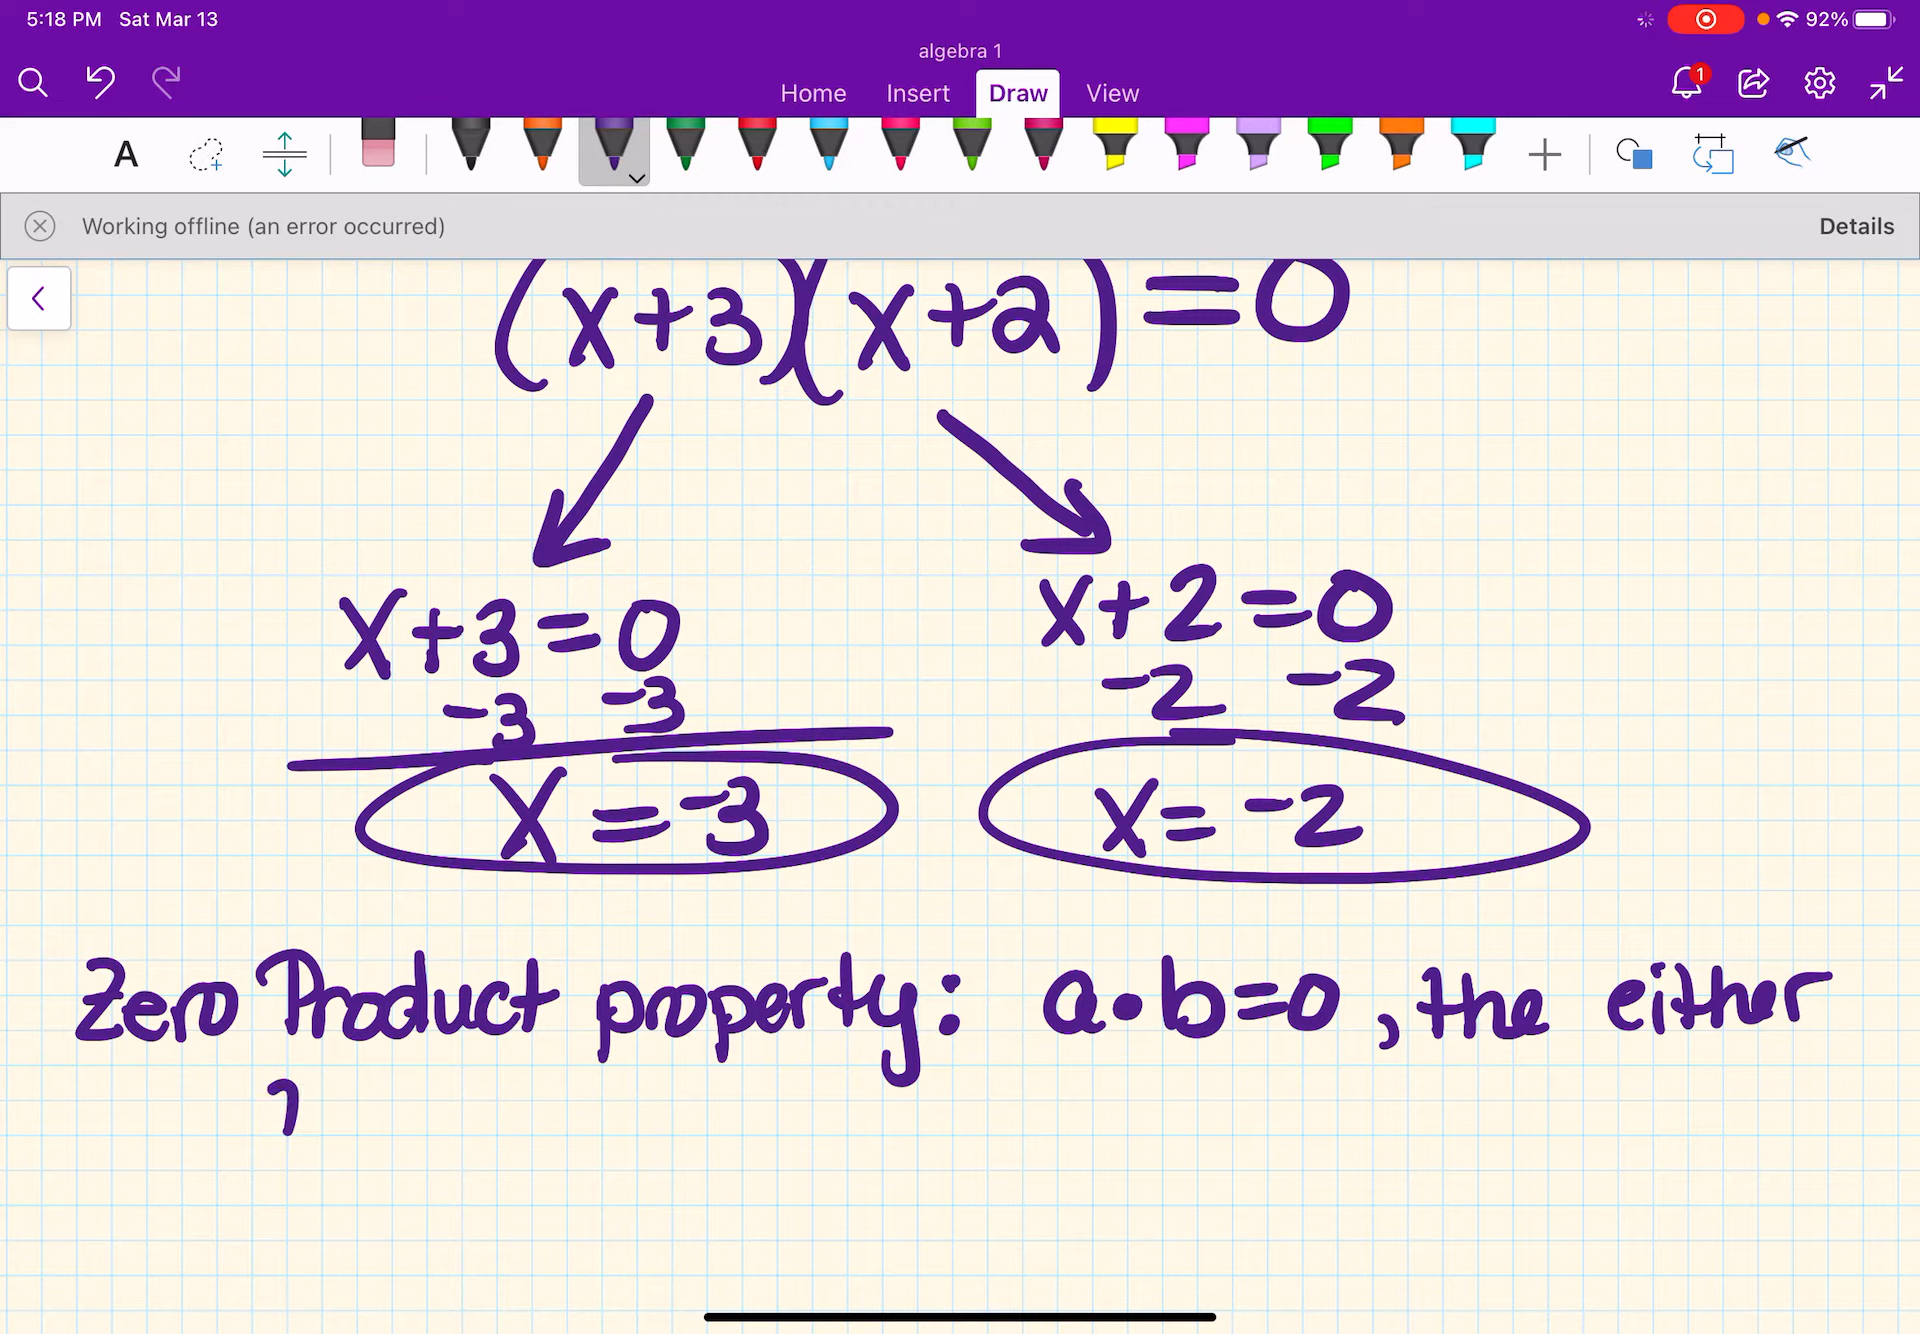 5:18 PM Sat Mar 13
92%
algebra 1
1
Home Insert Draw View
A
Working offline (an error occurred)
Details
(x+3)(x+2)=0
x+3=0
x+2=0
-3 -3
-2 -2
x=-3
x=-2
Zero Product property: a•b=0, the either